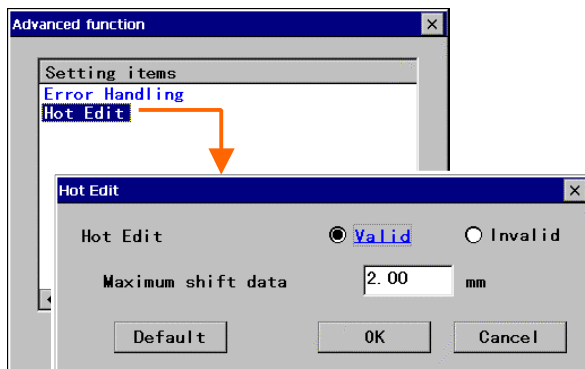 Advanced function
Setting items
Error Handling
Hot Edit
Hot Edit
Hot Edit Valid Invalid
Maximum shift data 2.00 mm
Default OK Cancel